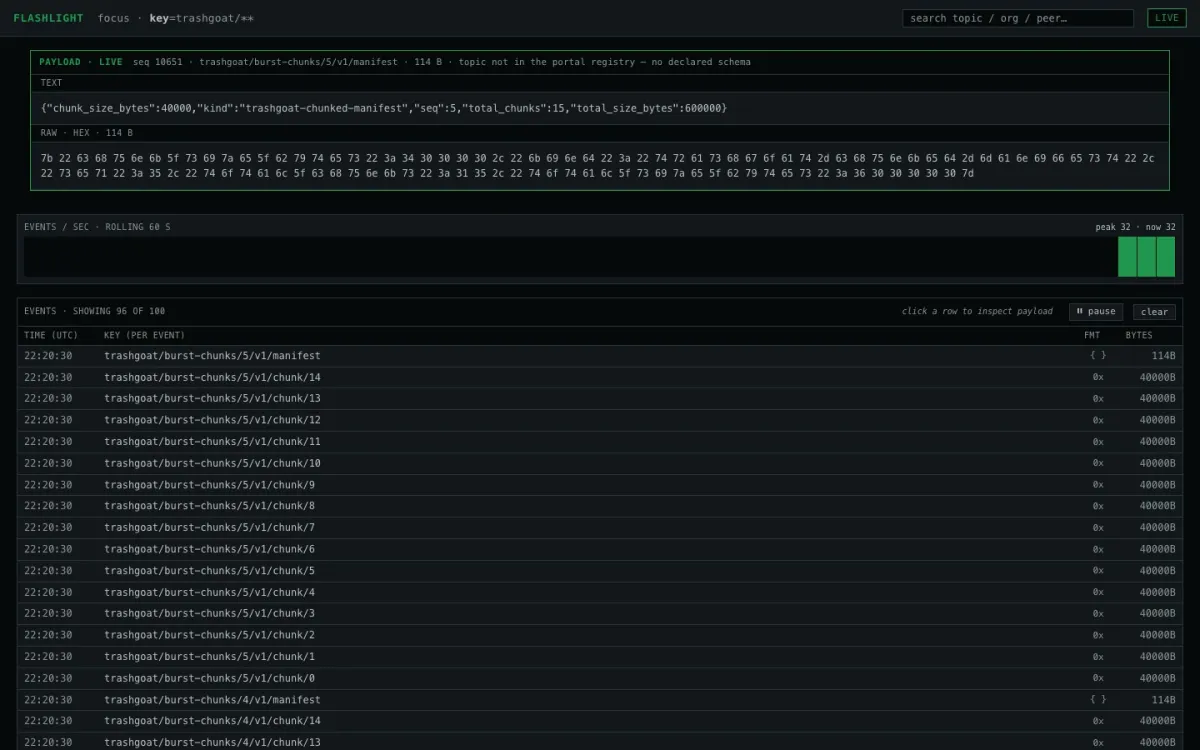 FLASHLIGHT focus · key=trashgoat/** search topic / org / peer… LIVE
PAYLOAD · LIVE seq 10651 · trashgoat/burst-chunks/5/v1/manifest · 114 B · topic not in the portal registry — no declared schema
TEXT
{"chunk_size_bytes":40000,"kind":"trashgoat-chunked-manifest","seq":5,"total_chunks":15,"total_size_bytes":600000}
RAW · HEX · 114 B
7b 22 63 68 75 6e 6b 5f 73 69 7a 65 5f 62 79 74 65 73 22 3a 34 30 30 30 30 2c 22 6b 69 6e 64 22 3a 22 74 72 61 73 68 67 6f 61 74 2d 63 68 75 6e 6b 65 64 2d 6d 61 6e 69 66 65 73 74 22 2c
22 73 65 71 22 3a 35 2c 22 74 6f 74 61 6c 5f 63 68 75 6e 6b 73 22 3a 31 35 2c 22 74 6f 74 61 6c 5f 73 69 7a 65 5f 62 79 74 65 73 22 3a 36 30 30 30 30 30 7d
EVENTS / SEC · ROLLING 60 S peak 32 · now 32
EVENTS · SHOWING 96 OF 100 click a row to inspect payload ⏸ pause clear
TIME (UTC) KEY (PER EVENT) FMT BYTES
22:20:30 trashgoat/burst-chunks/5/v1/manifest { } 114B
22:20:30 trashgoat/burst-chunks/5/v1/chunk/14 0x 40000B
22:20:30 trashgoat/burst-chunks/5/v1/chunk/13 0x 40000B
22:20:30 trashgoat/burst-chunks/5/v1/chunk/12 0x 40000B
22:20:30 trashgoat/burst-chunks/5/v1/chunk/11 0x 40000B
22:20:30 trashgoat/burst-chunks/5/v1/chunk/10 0x 40000B
22:20:30 trashgoat/burst-chunks/5/v1/chunk/9 0x 40000B
22:20:30 trashgoat/burst-chunks/5/v1/chunk/8 0x 40000B
22:20:30 trashgoat/burst-chunks/5/v1/chunk/7 0x 40000B
22:20:30 trashgoat/burst-chunks/5/v1/chunk/6 0x 40000B
22:20:30 trashgoat/burst-chunks/5/v1/chunk/5 0x 40000B
22:20:30 trashgoat/burst-chunks/5/v1/chunk/4 0x 40000B
22:20:30 trashgoat/burst-chunks/5/v1/chunk/3 0x 40000B
22:20:30 trashgoat/burst-chunks/5/v1/chunk/2 0x 40000B
22:20:30 trashgoat/burst-chunks/5/v1/chunk/1 0x 40000B
22:20:30 trashgoat/burst-chunks/5/v1/chunk/0 0x 40000B
22:20:30 trashgoat/burst-chunks/4/v1/manifest { } 114B
22:20:30 trashgoat/burst-chunks/4/v1/chunk/14 0x 40000B
22:20:30 trashgoat/burst-chunks/4/v1/chunk/13 0x 40000B